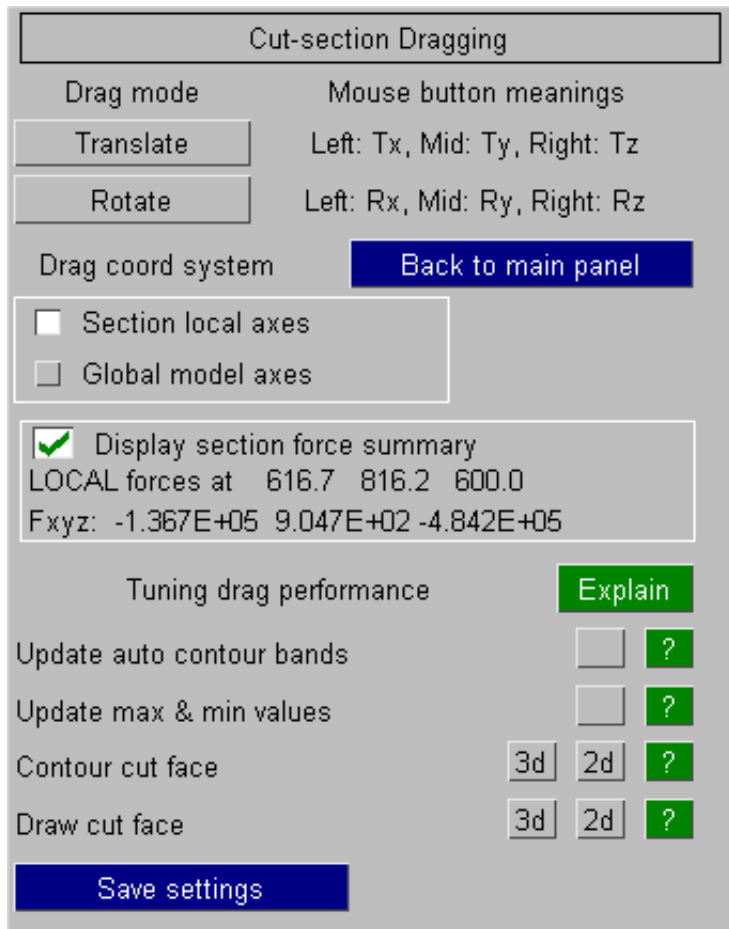 Cut-section Dragging
Drag mode Mouse button meanings
Translate Left: Tx, Mid: Ty, Right: Tz
Rotate Left: Rx, Mid: Ry, Right: Rz
Drag coord system Back to main panel
Section local axes
Global model axes
Display section force summary
LOCAL forces at 616.7 816.2 600.0
Fxyz: -1.367E+05 9.047E+02 -4.842E+05
Tuning drag performance Explain
Update auto contour bands ?
Update max & min values ?
Contour cut face 3d 2d ?
Draw cut face 3d 2d ?
Save settings